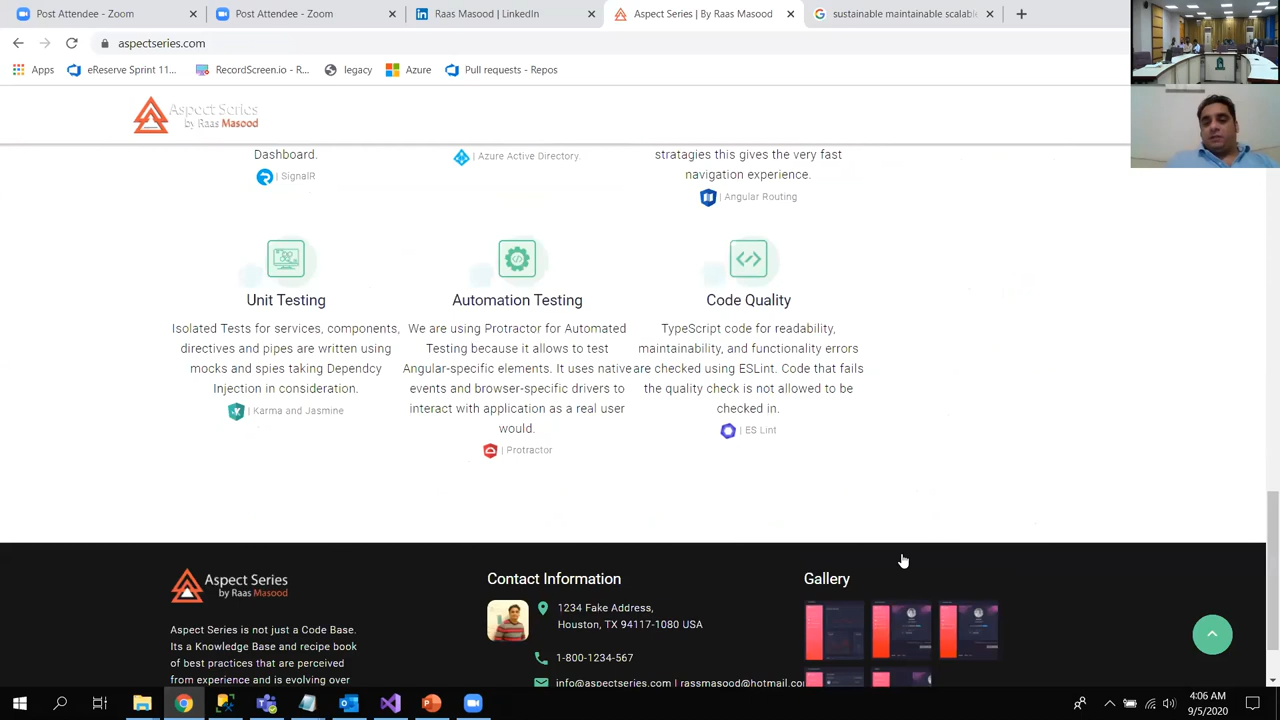 Post Attendee - Zoom
Post Attendee - Zoom
Raas Masood | LinkedIn
Aspect Series | By Raas Masood
sustainable maintainable scalable
aspectseries.com
Apps
eReserve Sprint 11...
RecordScreen.io - R...
legacy
Azure
Pull requests - Repos
Aspect Series
by Raas Masood
Dashboard.
| SignalR
| Azure Active Directory.
stratagies this gives the very fast
navigation experience.
| Angular Routing
Unit Testing
Isolated Tests for services, components,
directives and pipes are written using
mocks and spies taking Dependcy
Injection in consideration.
| Karma and Jasmine
Automation Testing
We are using Protractor for Automated
Testing because it allows to test
Angular-specific elements. It uses native
events and browser-specific drivers to
interact with application as a real user
would.
| Protractor
Code Quality
TypeScript code for readability,
maintainability, and functionality errors
are checked using ESLint. Code that fails
the quality check is not allowed to be
checked in.
| ES Lint
Aspect Series
by Raas Masood
Aspect Series is not just a Code Base.
Its a Knowledge Base and recipe book
of best practices that are perceived
from experience and is evolving over
Contact Information
1234 Fake Address,
Houston, TX 94117-1080 USA
1-800-1234-567
info@aspectseries.com | rassmasood@hotmail.co
Gallery
4:06 AM
9/5/2020